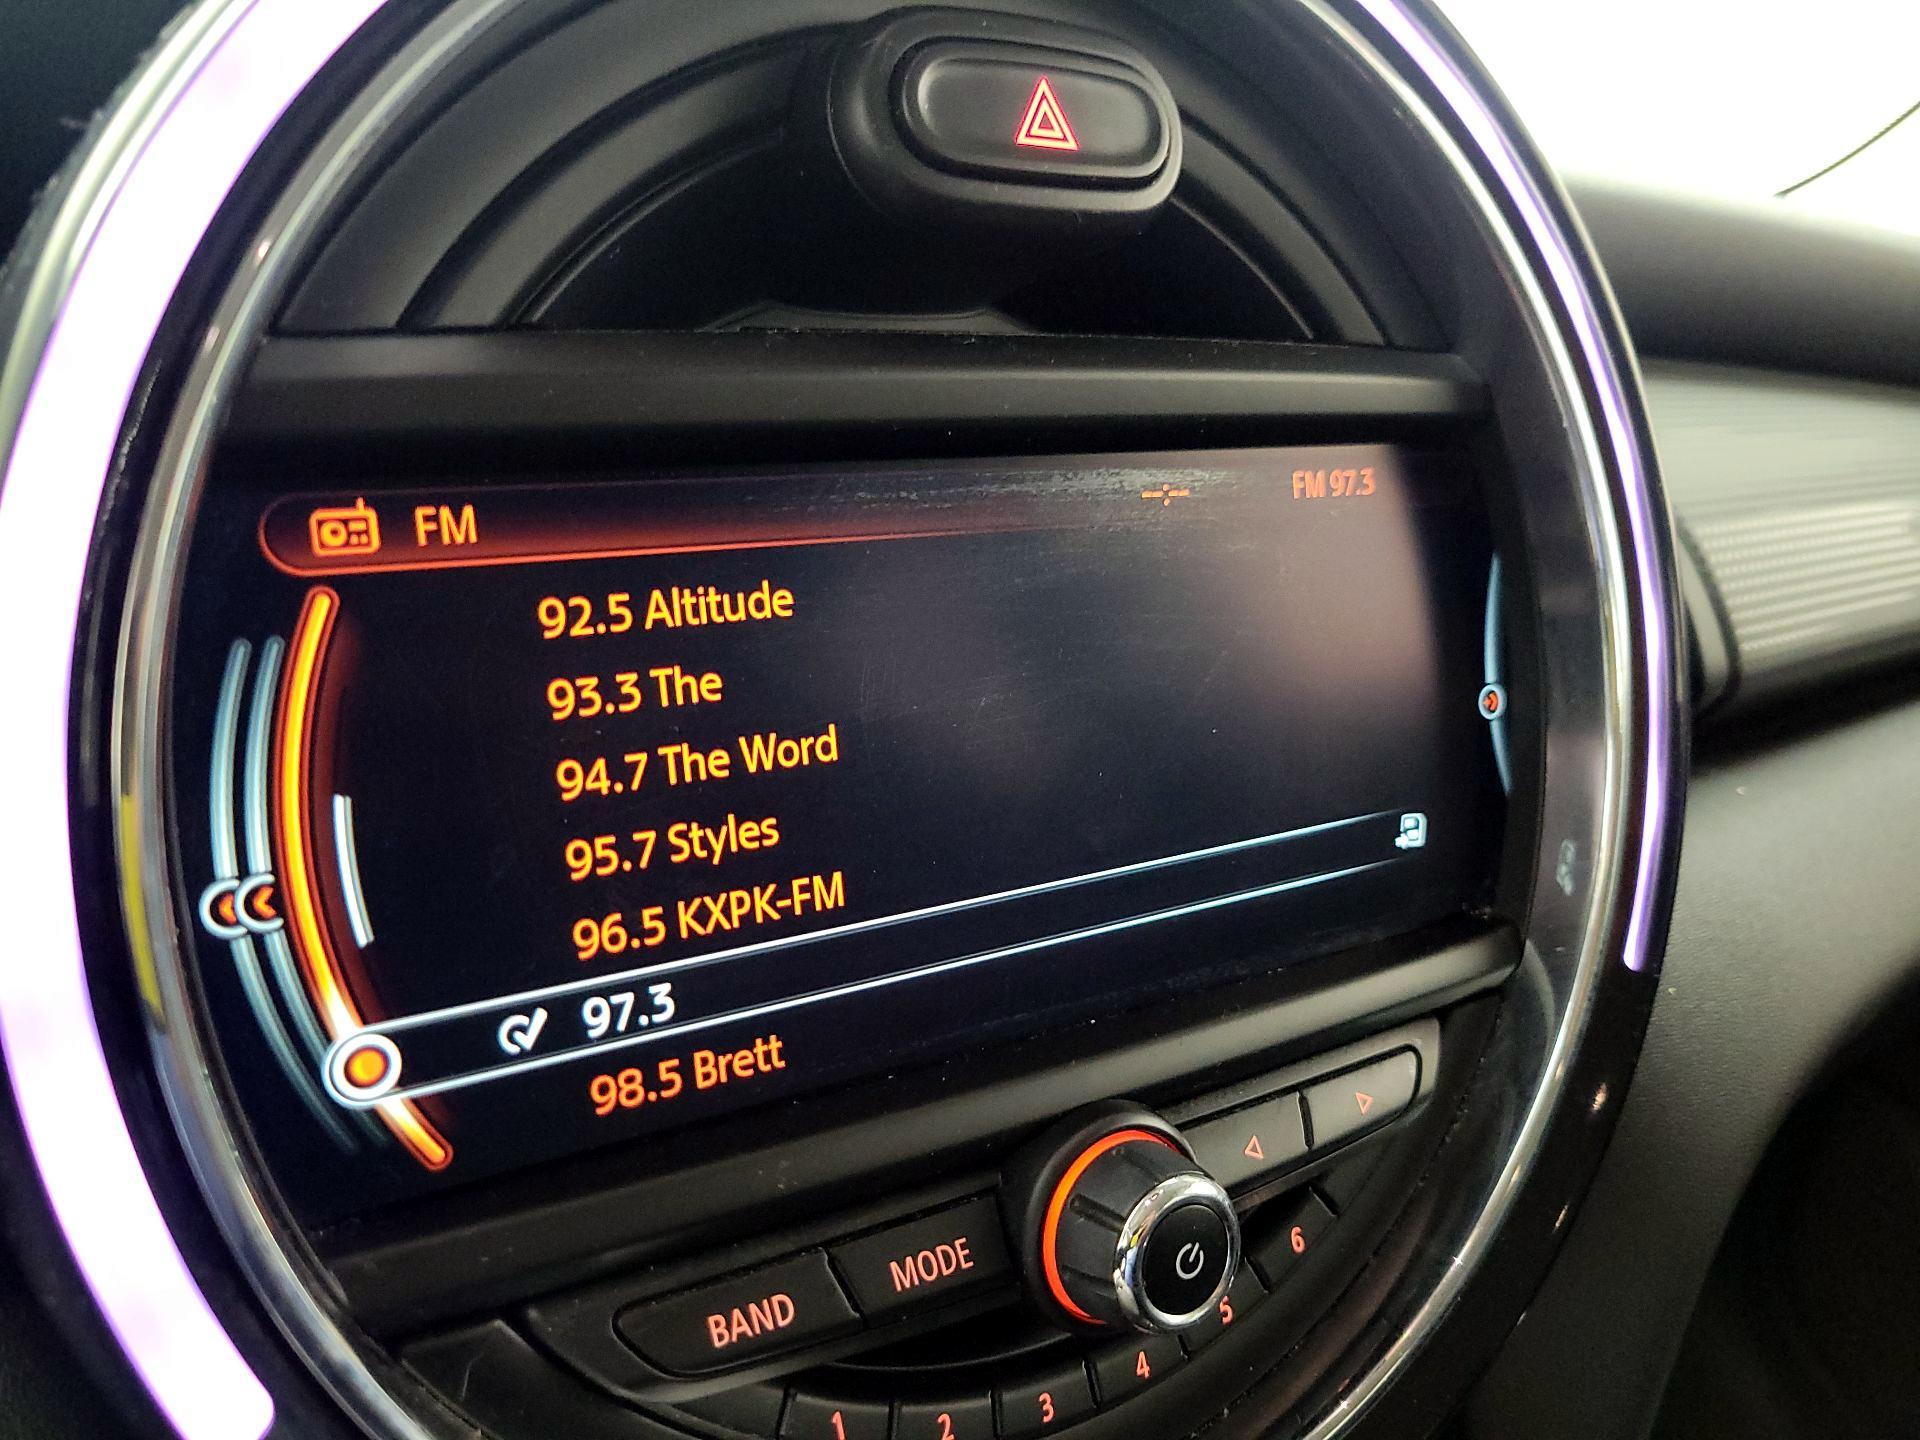 FM
--:--
FM 97.3
92.5 Altitude
93.3 The
94.7 The Word
95.7 Styles
96.5 KXPK-FM
97.3
98.5 Brett
BAND
MODE
1
2
3
4
5
6